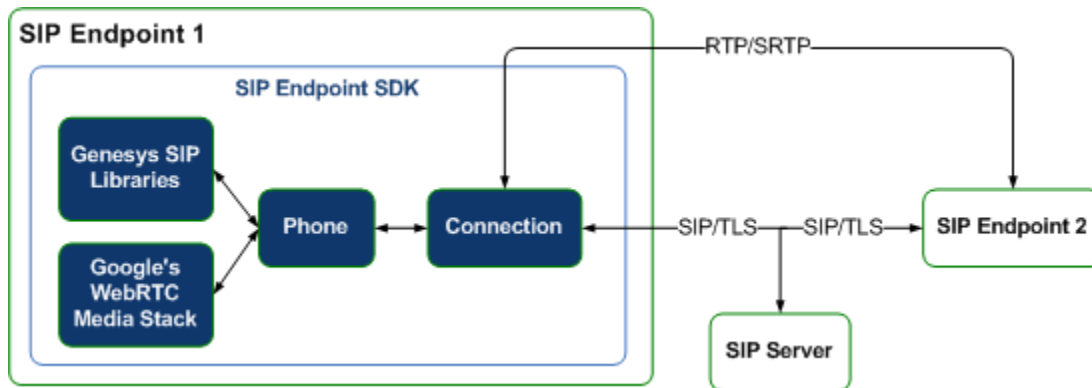 SIP Endpoint 1
RTP/SRTP
SIP Endpoint SDK
Genesys SIP
Libraries
Phone
Connection
SIP/TLS
SIP/TLS
SIP Endpoint 2
Google's
WebRTC
Media Stack
SIP Server